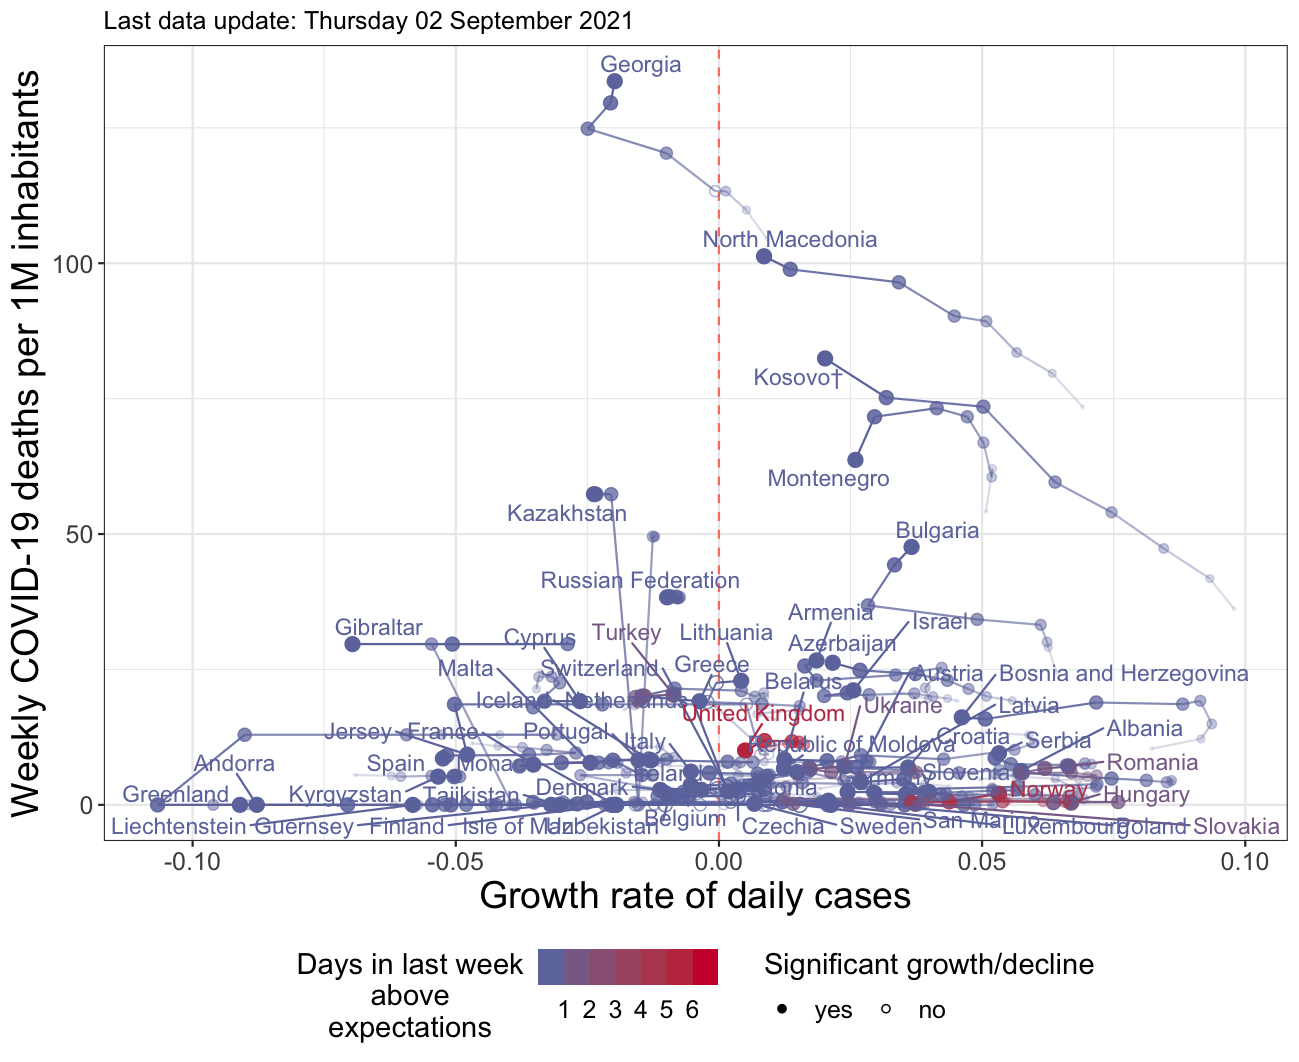 Last data update: Thursday 02 September 2021
Weekly COVID-19 deaths per 1M inhabitants
Georgia
North Macedonia
100
Kosovo†
Montenegro
Kazakhstan
Bulgaria
50
Russian Federation
Armenia
Israel
Gibraltar
Cyprus
Turkey
Lithuania
Azerbaijan
Malta
Switzerland
Greece
Belarus
Austria
Bosnia and Herzegovina
Iceland
Netherlands
United Kingdom
Ukraine
Latvia
Jersey
France
Portugal
Italy
Republic of Moldova
Croatia
Serbia
Albania
Andorra
Spain
Slovenia
Romania
Greenland
Kyrgyzstan
Tajikistan
Denmark
Norway
Hungary
0
Liechtenstein
Guernsey
Finland
Isle of Man
Uzbekistan
Belgium
Czechia
Sweden
San Marino
Luxembourg
Poland
Slovakia
-0.10
-0.05
0.00
0.05
0.10
Growth rate of daily cases
Days in last week
above
expectations
1 2 3 4 5 6
Significant growth/decline
yes
no